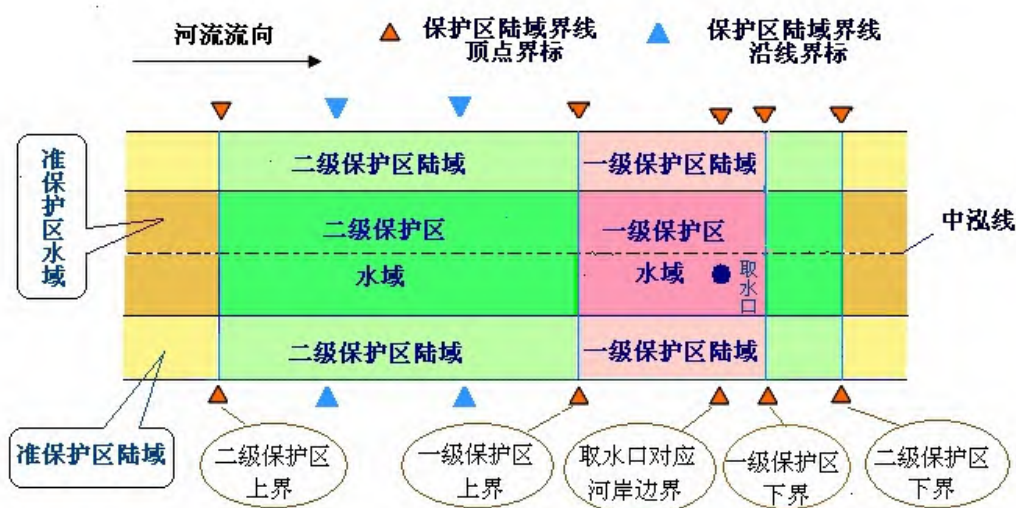 河流流向
保护区陆域界线
顶点界标
保护区陆域界线
沿线界标
准保护区水域
二级保护区陆域
一级保护区陆域
二级保护区
一级保护区
中泓线
水域
水域
取水口
二级保护区陆域
一级保护区陆域
准保护区陆域
二级保护区
上界
一级保护区
上界
取水口对应
河岸边界
一级保护区
下界
二级保护区
下界